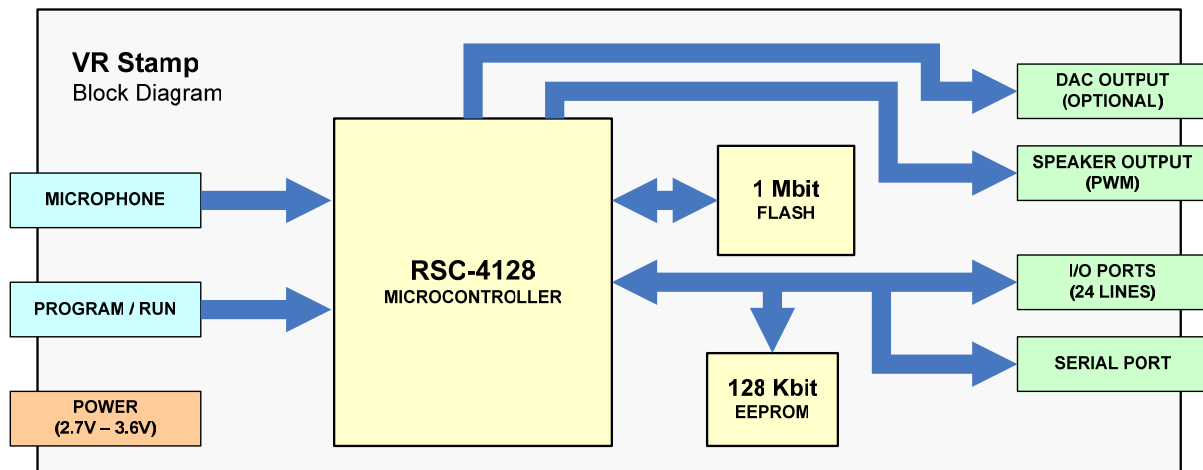 VR Stamp
Block Diagram
MICROPHONE
PROGRAM / RUN
POWER
(2.7V – 3.6V)
RSC-4128
MICROCONTROLLER
1 Mbit
FLASH
128 Kbit
EEPROM
DAC OUTPUT
(OPTIONAL)
SPEAKER OUTPUT
(PWM)
I/O PORTS
(24 LINES)
SERIAL PORT